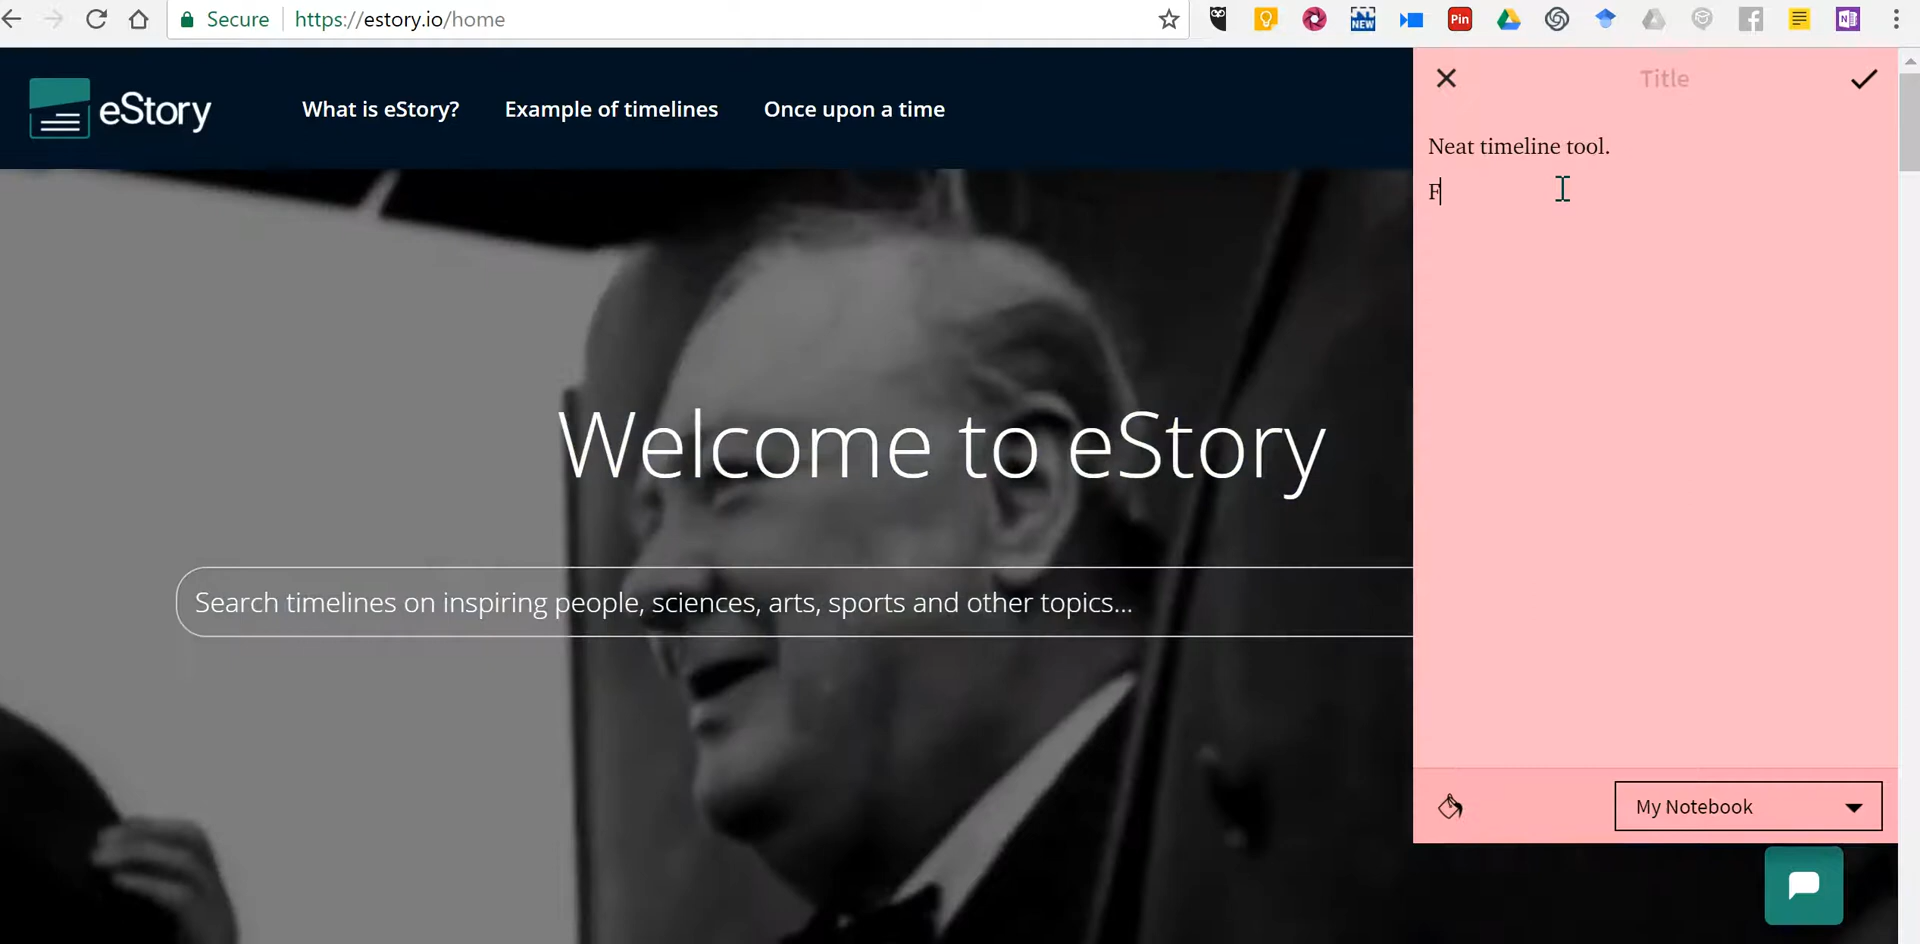 Secure
https://estory.io/home
NEW
Pin
N
eStory
What is eStory?
Example of timelines
Once upon a time
Title
Neat timeline tool.
F
Welcome to eStory
Search timelines on inspiring people, sciences, arts, sports and other topics...
My Notebook